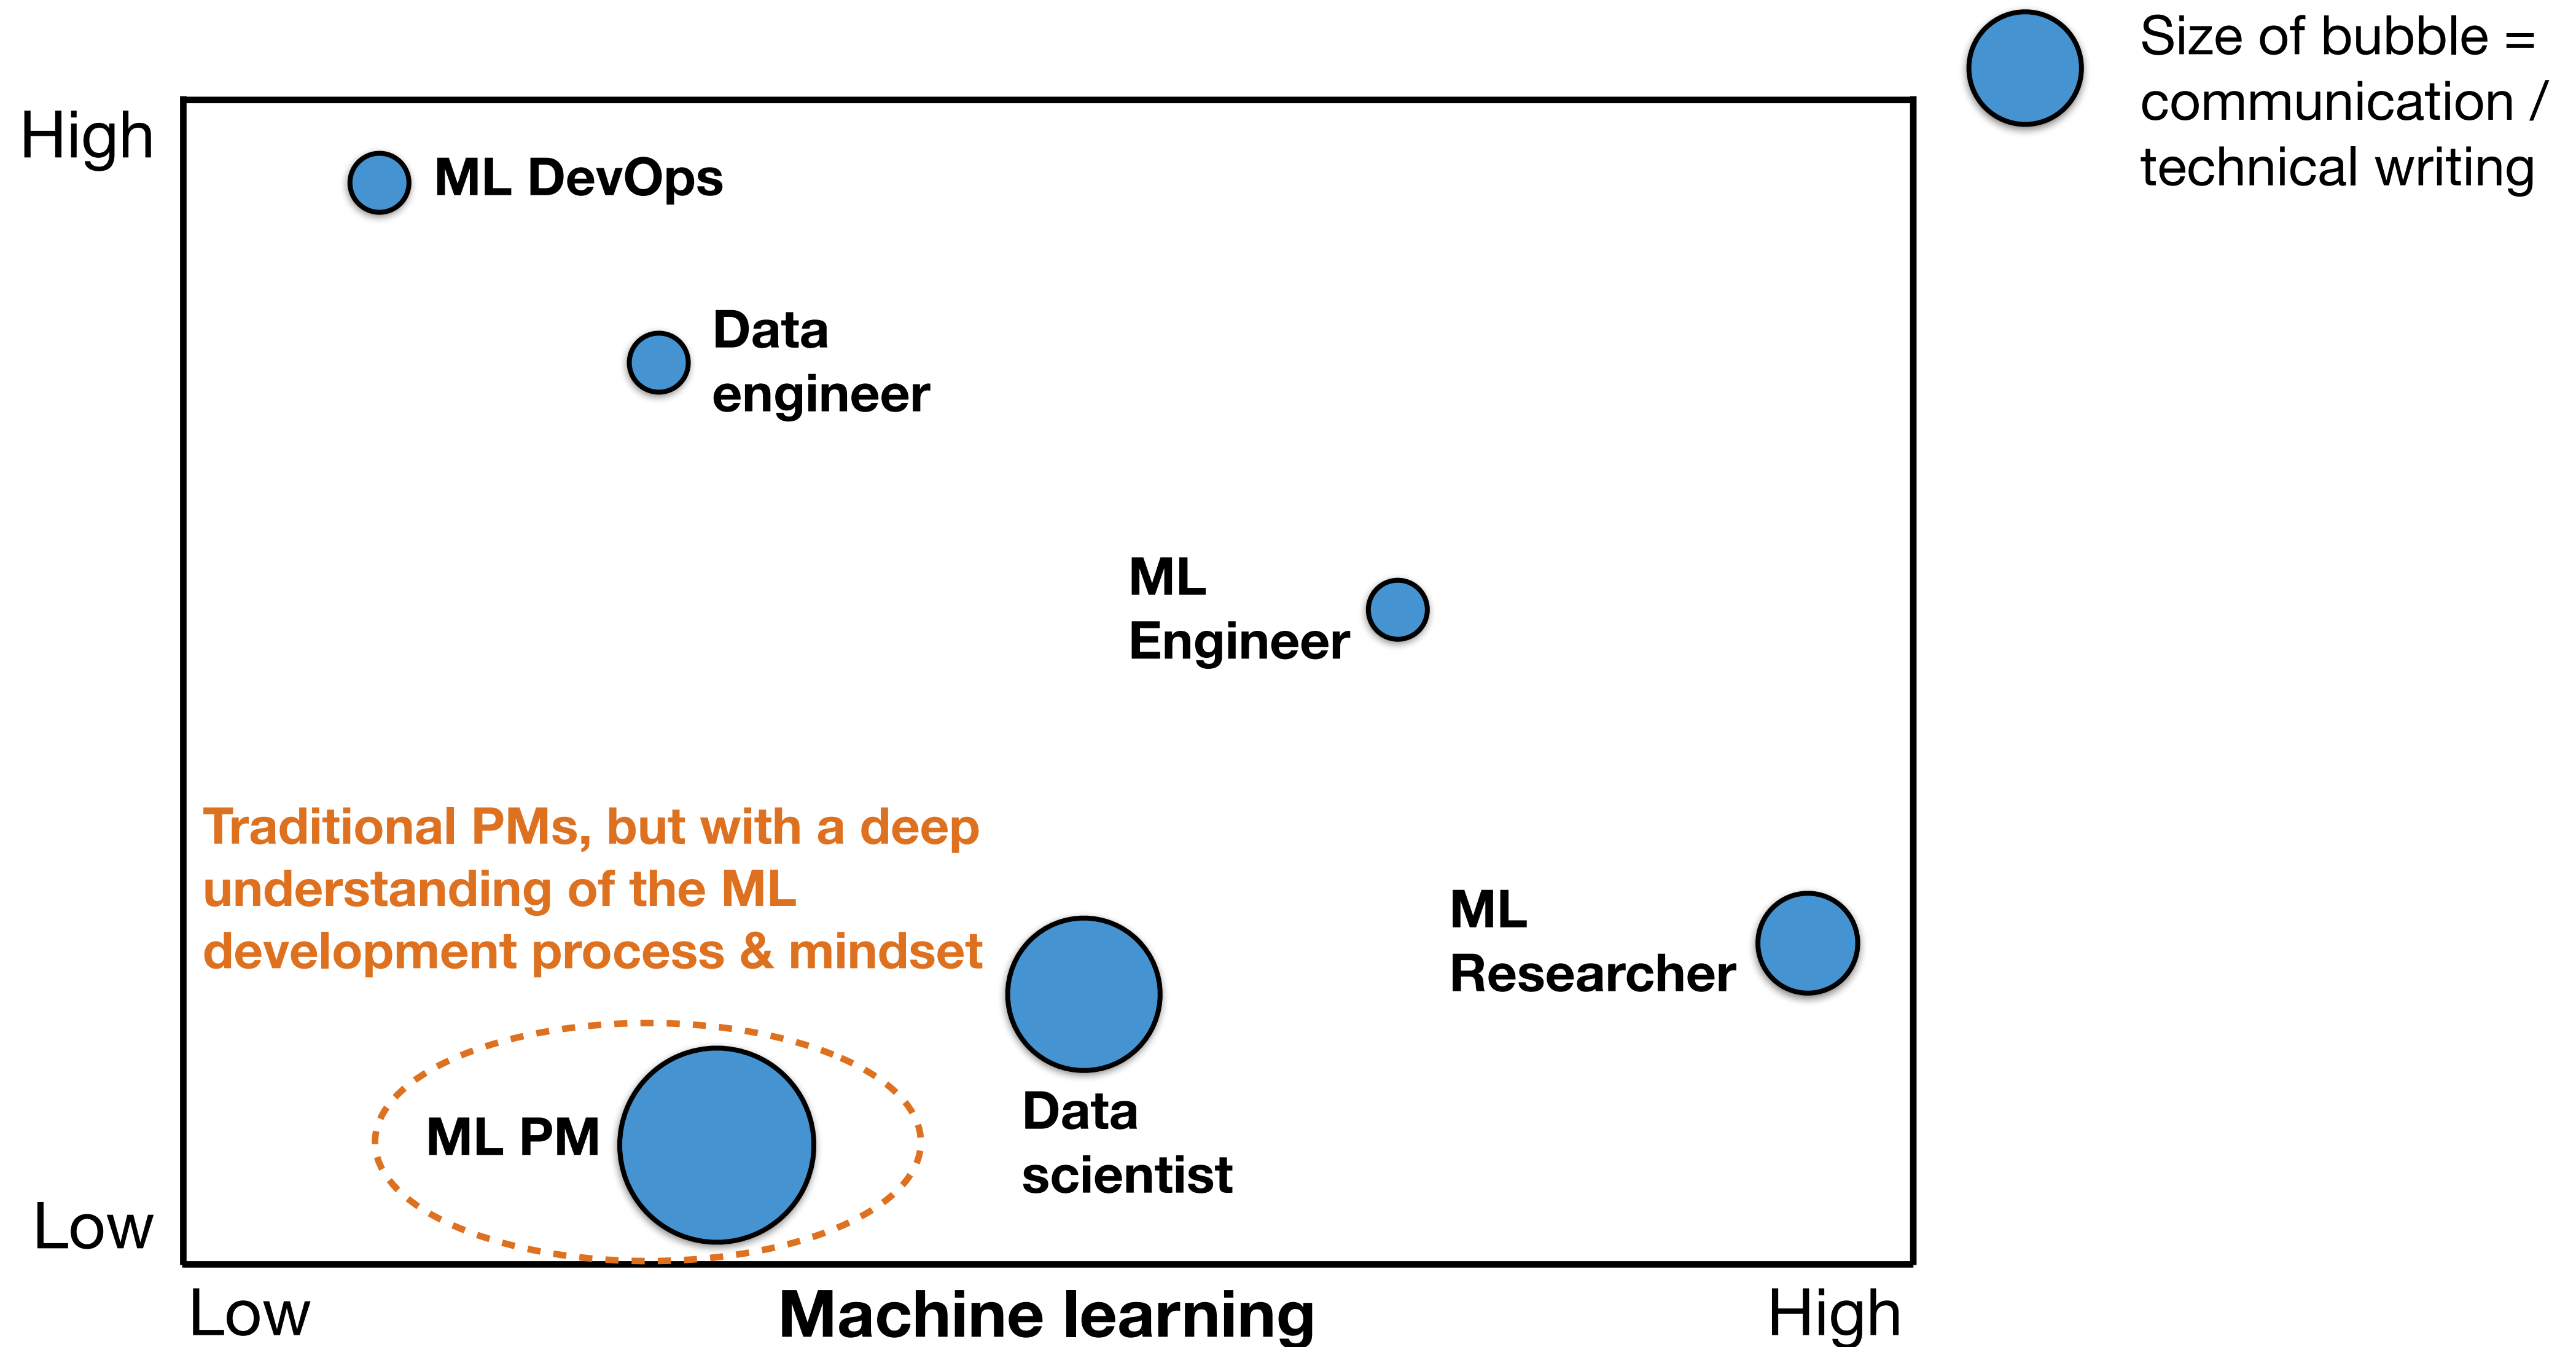 Size of bubble =
communication /
technical writing
High
ML DevOps
Data
engineer
ML
Engineer
Traditional PMs, but with a deep
understanding of the ML
development process & mindset
ML
Researcher
ML PM
Data
scientist
Low
Low
Machine learning
High